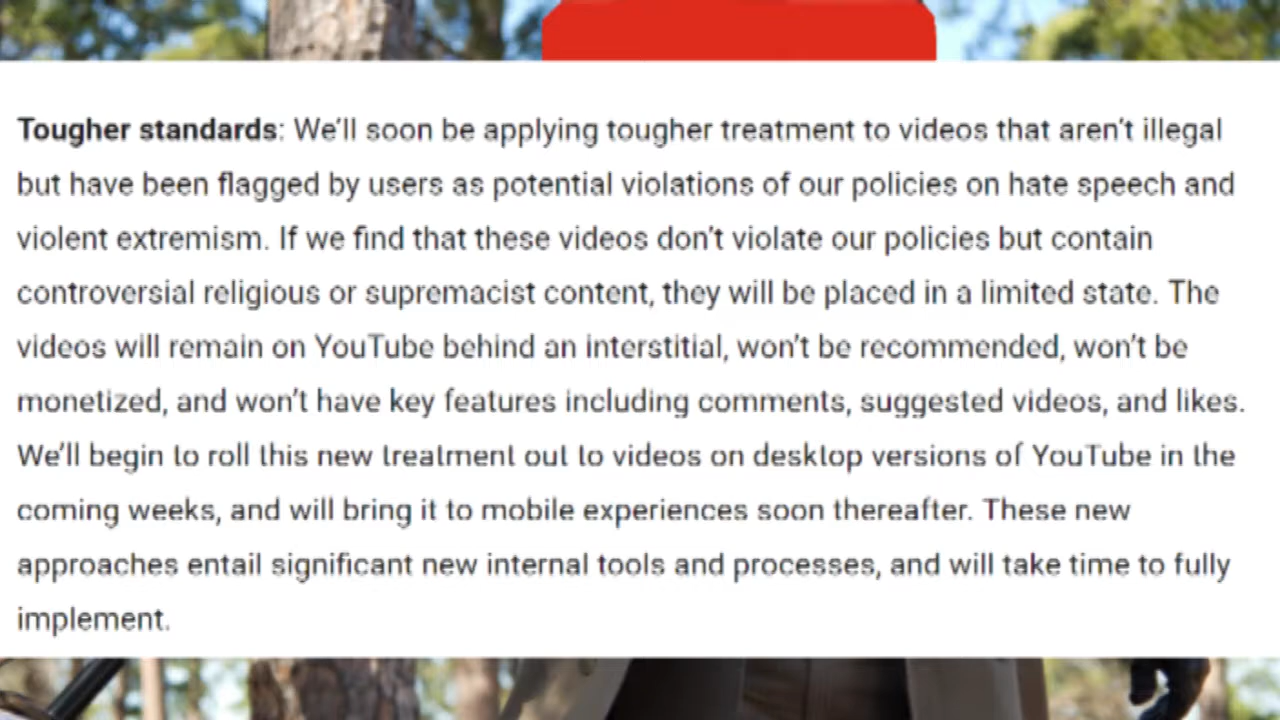 Tougher standards: We'll soon be applying tougher treatment to videos that aren't illegal
but have been flagged by users as potential violations of our policies on hate speech and
violent extremism. If we find that these videos don't violate our policies but contain
controversial religious or supremacist content, they will be placed in a limited state. The
videos will remain on YouTube behind an interstitial, won't be recommended, won't be
monetized, and won't have key features including comments, suggested videos, and likes.
We'll begin to roll this new treatment out to videos on desktop versions of YouTube in the
coming weeks, and will bring it to mobile experiences soon thereafter. These new
approaches entail significant new internal tools and processes, and will take time to fully
implement.